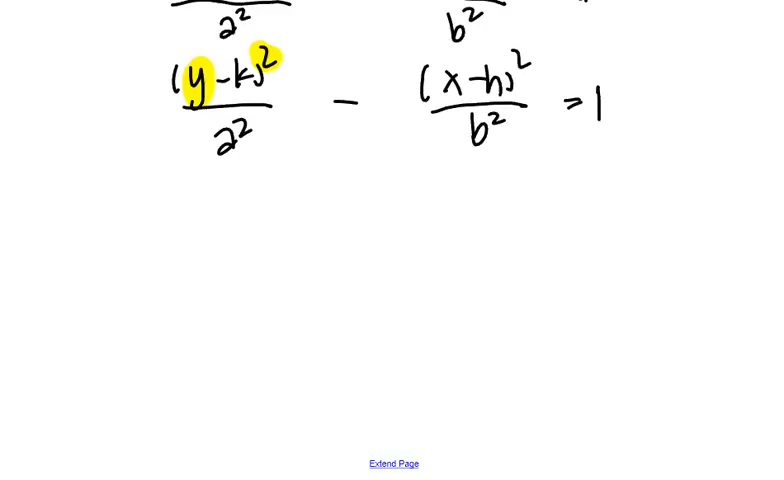 a² b²
(y-k)²/a² - (x-h)²/b² = 1
Extend Page